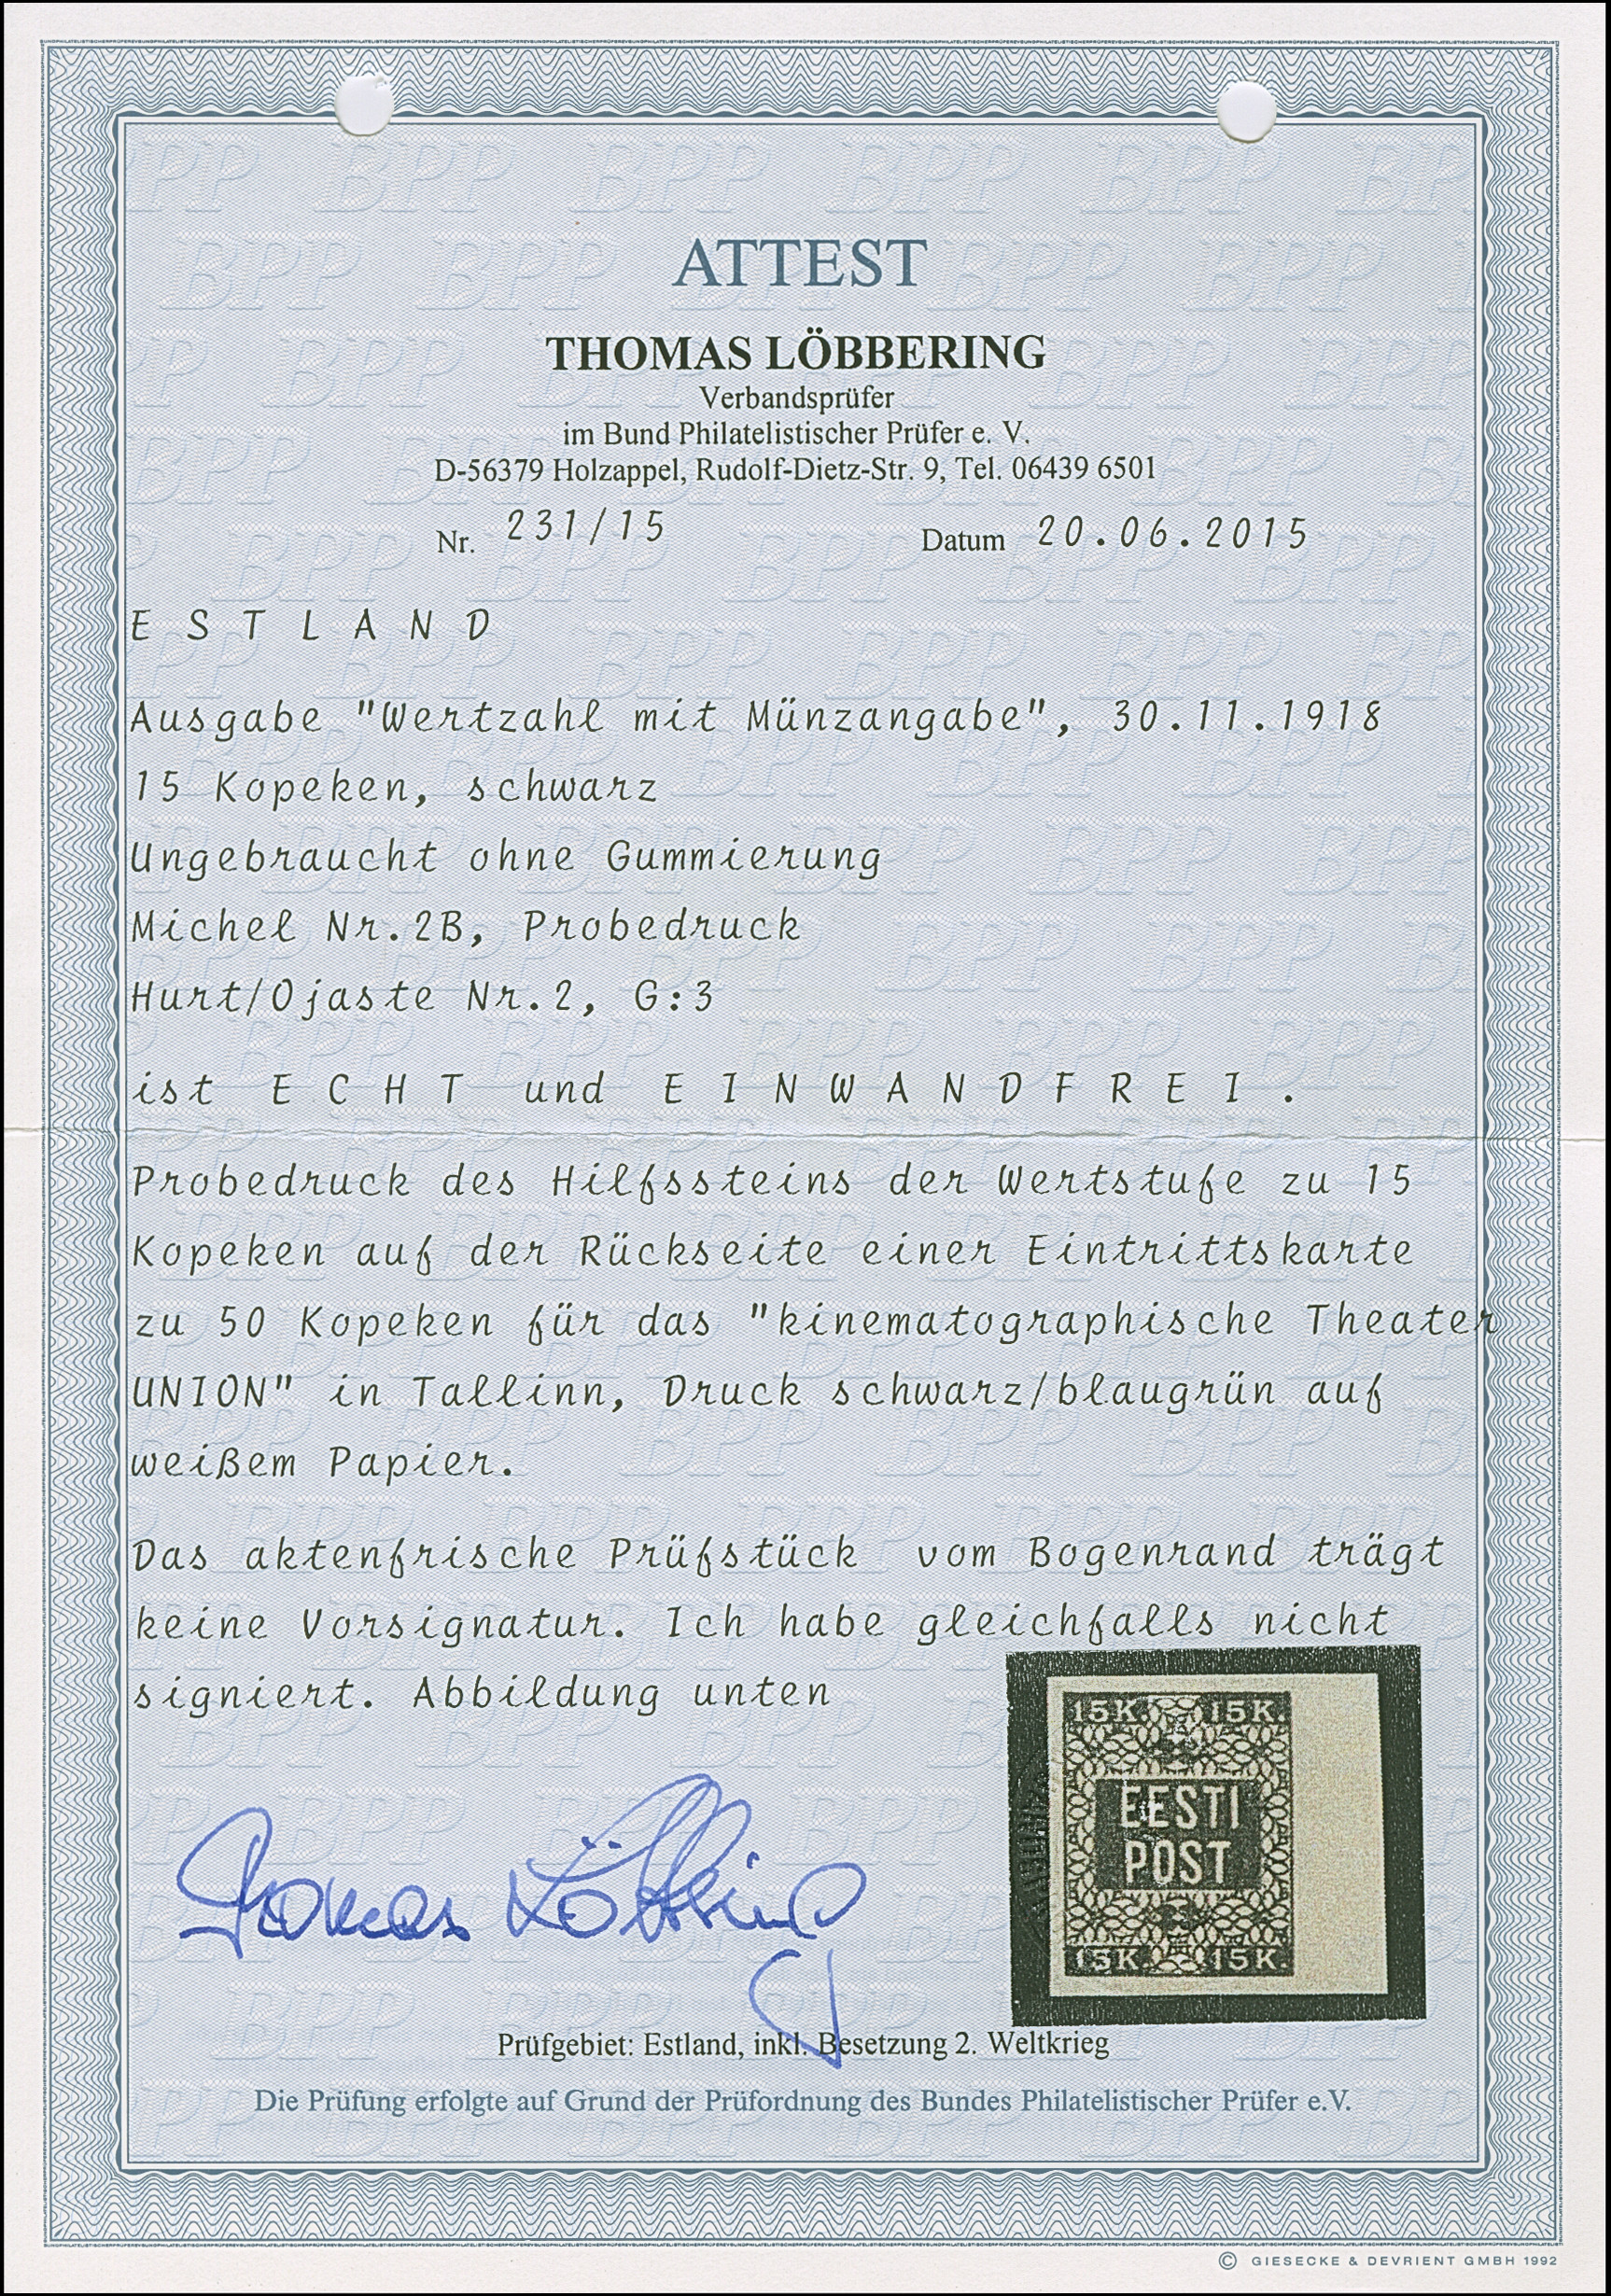 ATTEST
THOMAS LÖBBERING
Verbandsprüfer
im Bund Philatelistischer Prüfer e. V.
D-56379 Holzappel, Rudolf-Dietz-Str. 9, Tel. 06439 6501
Nr. 231/15 Datum 20.06.2015
E S T L A N D
Ausgabe "Wertzahl mit Münzangabe", 30.11.1918
15 Kopeken, schwarz
Ungebraucht ohne Gummierung
Michel Nr.2B, Probedruck
Hurt/Ojaste Nr.2, G:3
ist E C H T und E I N W A N D F R E I .
Probedruck des Hilfssteins der Wertstufe zu 15
Kopeken auf der Rückseite einer Eintrittskarte
zu 50 Kopeken für das "kinematographische Theater
UNION" in Tallinn, Druck schwarz/blaugrün auf
weißem Papier.
Das aktenfrische Prüfstück vom Bogenrand trägt
keine Vorsignatur. Ich habe gleichfalls nicht
signiert. Abbildung unten
15K. 15K.
EESTI
POST
15K. 15K.
Thomas Löbbering
Prüfgebiet: Estland, inkl. Besetzung 2. Weltkrieg
Die Prüfung erfolgte auf Grund der Prüfordnung des Bundes Philatelistischer Prüfer e.V.
© GIESECKE & DEVRIENT GMBH 1992